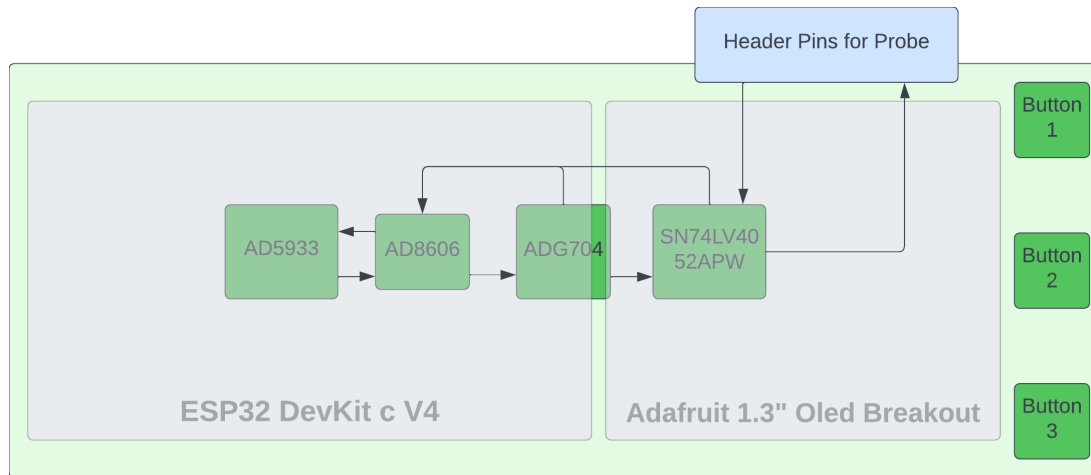 Header Pins for Probe
Button
1
AD5933
AD8606
ADG704
SN74LV40
52APW
Button
2
ESP32 DevKit c V4
Adafruit 1.3" Oled Breakout
Button
3